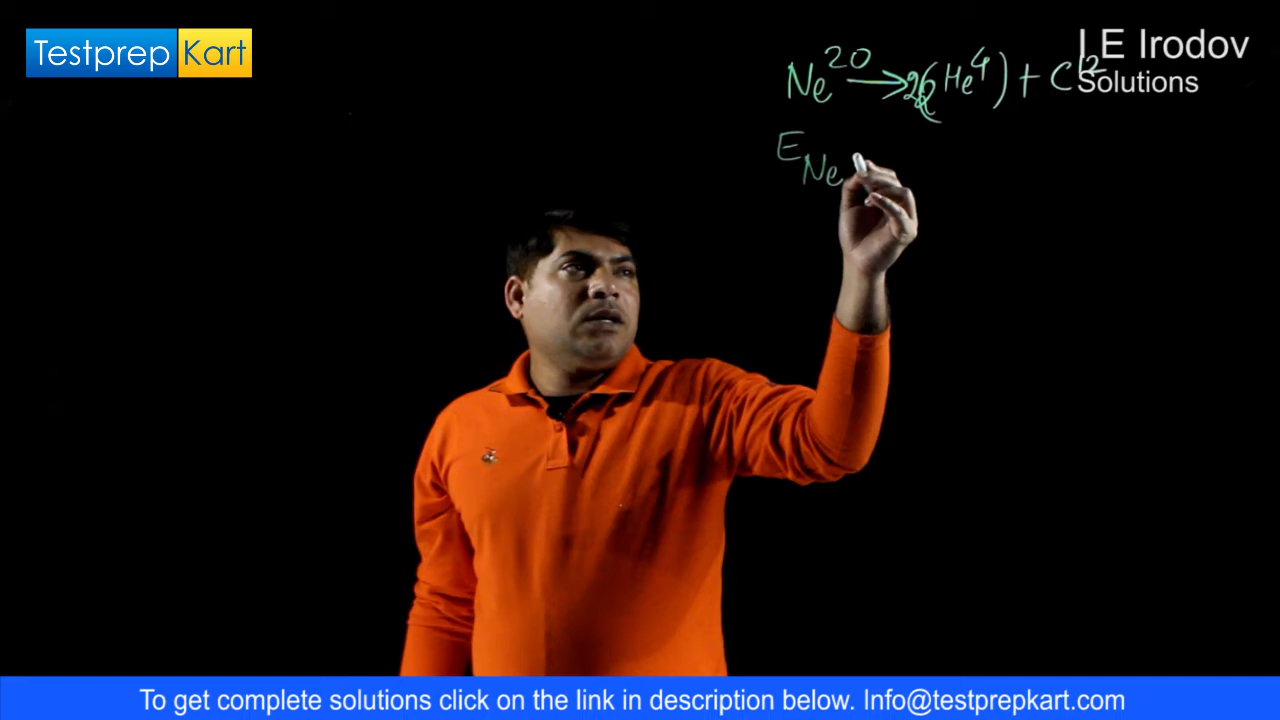 Testprep Kart
I E Irodov
Solutions
Ne²⁰ → 2(He⁴) + C¹²
E Ne
To get complete solutions click on the link in description below. Info@testprepkart.com